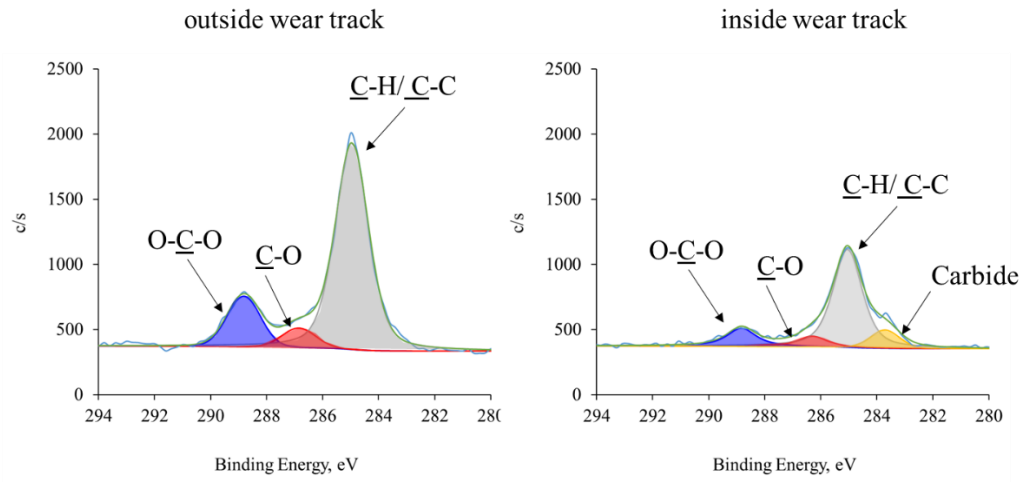 outside wear track
2500
2000
1500
1000
500
0
c/s
C-H/ C-C
O-C-O
C-O
294 292 290 288 286 284 282 280
Binding Energy, eV
inside wear track
2500
2000
1500
1000
500
0
c/s
C-H/ C-C
O-C-O
C-O
Carbide
294 292 290 288 286 284 282 280
Binding Energy, eV